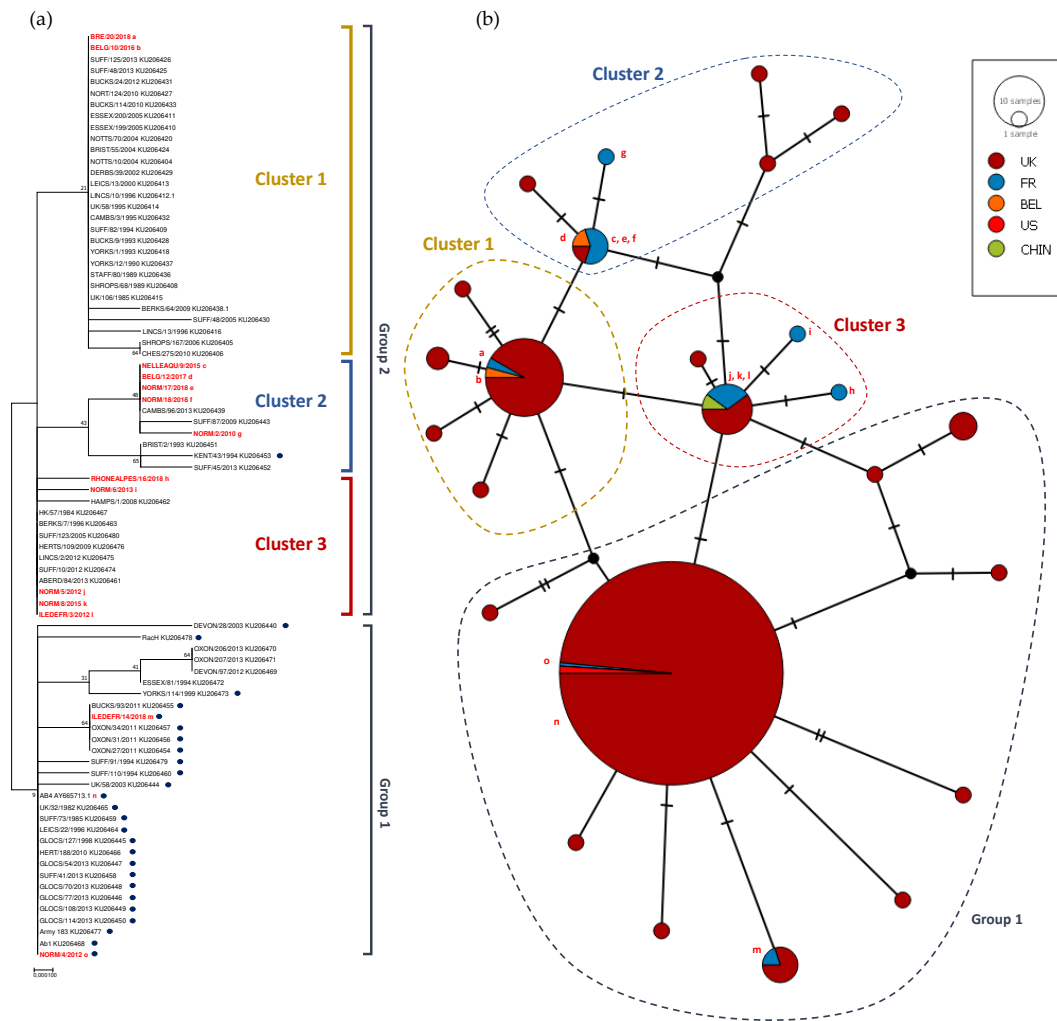 (a)
BRE/20/2018 a
BELG/10/2016 b
SUFF/125/2013 KU206426
SUFF/48/2013 KU206425
BUCKS/24/2012 KU206431
NORT/124/2010 KU206427
BUCKS/114/2010 KU206433
ESSEX/200/2005 KU206411
ESSEX/199/2005 KU206410
NOTTS/70/2004 KU206420
BRIST/55/2004 KU206424
NOTTS/10/2004 KU206404
DERBS/39/2002 KU206429
LEICS/13/2000 KU206413
LINCS/10/1996 KU206412.1
UK/58/1995 KU206414
CAMBS/3/1995 KU206432
SUFF/82/1994 KU206409
BUCKS/9/1993 KU206428
YORKS/1/1993 KU206418
YORKS/12/1990 KU206437
STAFF/80/1989 KU206436
SHROPS/68/1989 KU206408
UK/106/1985 KU206415
BERKS/64/2009 KU206438.1
SUFF/48/2005 KU206430
LINCS/13/1996 KU206416
SHROPS/167/2006 KU206405
CHES/275/2010 KU206406
21
64
Cluster 1
NELLEAQU/9/2015 c
BELG/12/2017 d
NORM/17/2018 e
NORM/18/2016 f
CAMBS/96/2013 KU206439
SUFF/87/2009 KU206443
NORM/2/2010 g
BRIST/2/1993 KU206451
KENT/43/1994 KU206453
SUFF/45/2013 KU206452
48
43
65
Cluster 2
RHONEALPES/16/2018 h
NORM/6/2013 i
HAMPS/1/2008 KU206462
HK/57/1984 KU206467
BERKS/7/1996 KU206463
SUFF/123/2005 KU206480
HERTS/109/2009 KU206476
LINCS/2/2012 KU206475
SUFF/10/2012 KU206474
ABERD/84/2013 KU206461
NORM/5/2012 j
NORM/8/2015 k
ILEDEFR/3/2012 l
Cluster 3
Group 2
DEVON/28/2003 KU206440
RacH KU206478
OXON/206/2013 KU206470
OXON/207/2013 KU206471
DEVON/97/2012 KU206469
ESSEX/81/1994 KU206472
YORKS/114/1999 KU206473
BUCKS/93/2011 KU206455
ILEDEFR/14/2018 m
OXON/34/2011 KU206457
OXON/31/2011 KU206456
OXON/27/2011 KU206454
SUFF/91/1994 KU206479
SUFF/110/1994 KU206460
UK/58/2003 KU206444
AB4 AY665713.1 n
UK/32/1982 KU206465
SUFF/73/1985 KU206459
LEICS/22/1996 KU206464
GLOCS/127/1998 KU206445
HERT/188/2010 KU206466
GLOCS/54/2013 KU206447
SUFF/41/2013 KU206458
GLOCS/70/2013 KU206448
GLOCS/77/2013 KU206446
GLOCS/108/2013 KU206449
GLOCS/114/2013 KU206450
Army 183 KU206477
Ab1 KU206468
NORM/4/2012 o
64
41
31
64
9
Group 1
0,000100
(b)
Cluster 2
g
d
c, e, f
Cluster 1
a
b
Cluster 3
i
j, k, l
h
o
n
m
Group 1
10 samples
1 sample
UK
FR
BEL
US
CHIN